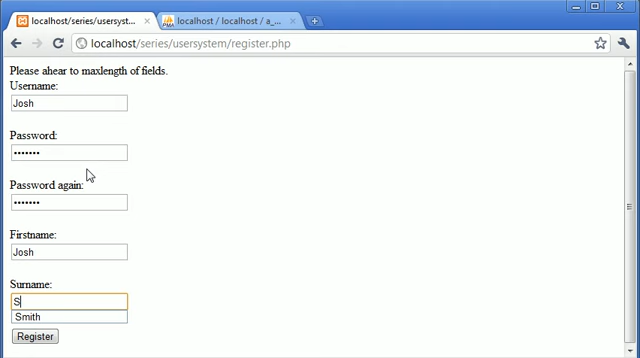 localhost/series/usersystem
localhost / localhost / a_...
localhost/series/usersystem/register.php
Please ahear to maxlength of fields.
Username:
Josh
Password:
•••••••
Password again:
•••••••
Firstname:
Josh
Surname:
S
Smith
Register